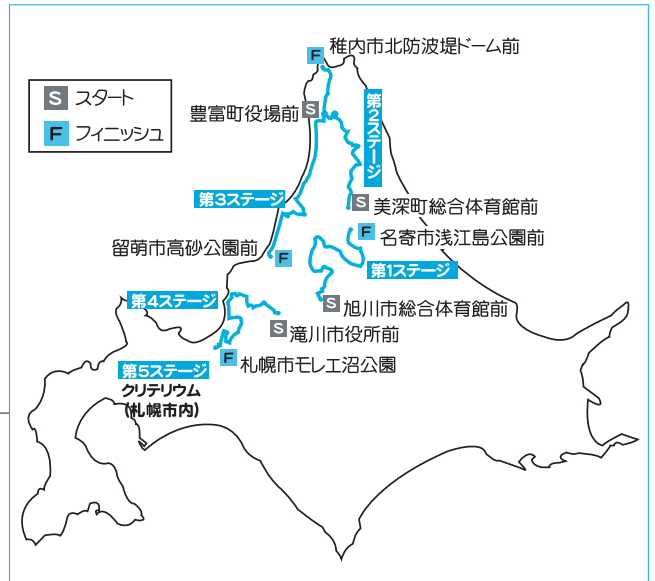 稚内市北防波堤ドーム前
F
S スタート
F フィニッシュ
豊富町役場前
S
第2ステージ
第3ステージ
S
美深町総合体育館前
F
名寄市浅江島公園前
留萌市高砂公園前
F
第1ステージ
第4ステージ
S
旭川市総合体育館前
S
滝川市役所前
F
札幌市モレエ沼公園
第5ステージ
クリテリウム
(札幌市内)